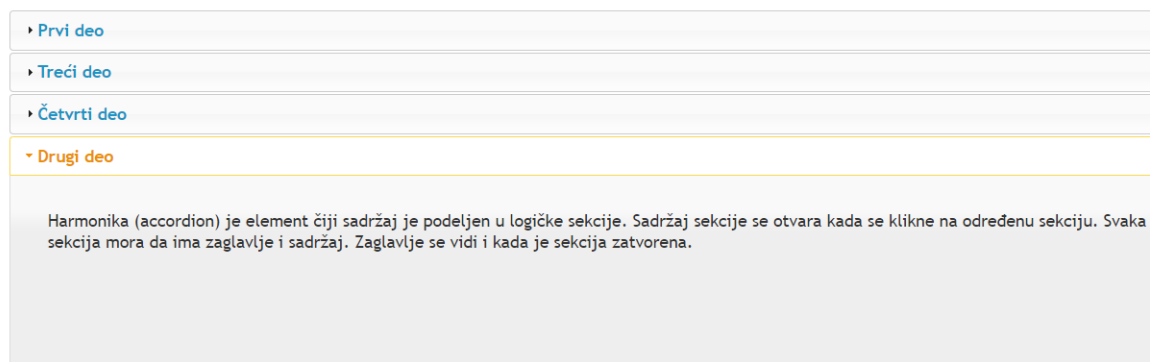 Prvi deo
Treći deo
Četvrti deo
Drugi deo
Harmonika (accordion) je element čiji sadržaj je podeljen u logičke sekcije. Sadržaj sekcije se otvara kada se klikne na određenu sekciju. Svaka
sekcija mora da ima zaglavlje i sadržaj. Zaglavlje se vidi i kada je sekcija zatvorena.